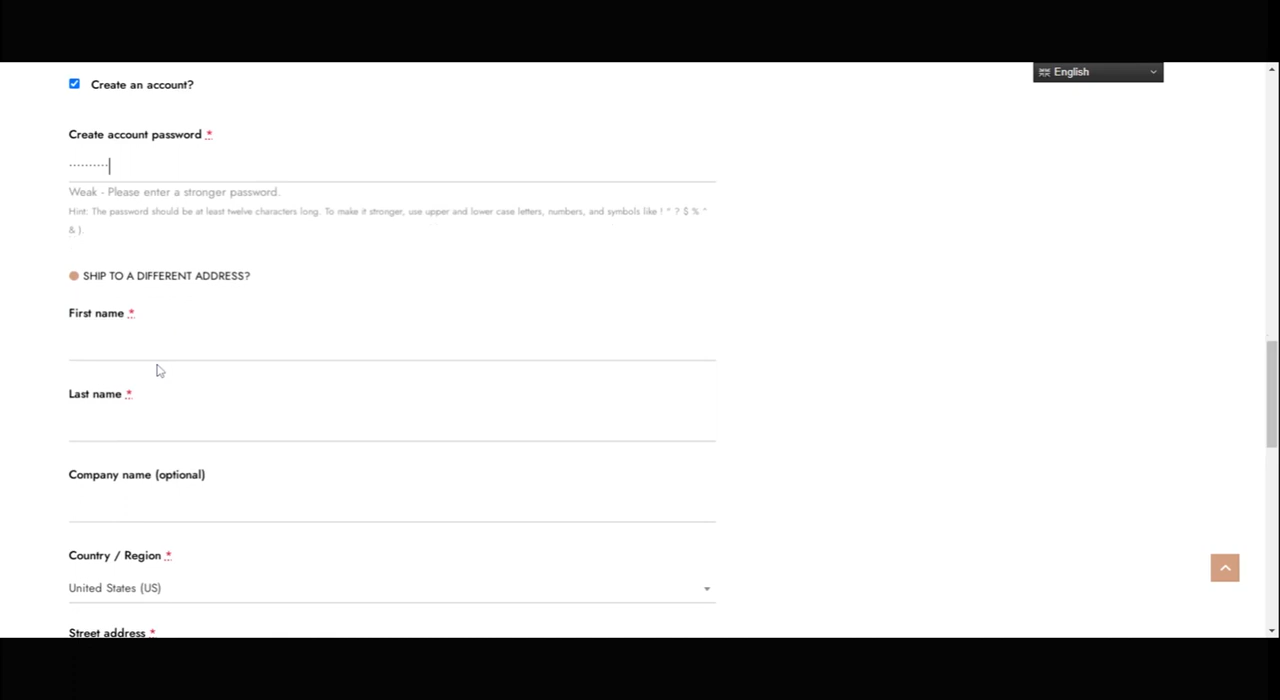 English
Create an account?
Create account password *
··········
Weak - Please enter a stronger password.
Hint: The password should be at least twelve characters long. To make it stronger, use upper and lower case letters, numbers, and symbols like ! " ? $ % ^
& ).
SHIP TO A DIFFERENT ADDRESS?
First name *
Last name *
Company name (optional)
Country / Region *
United States (US)
Street address *